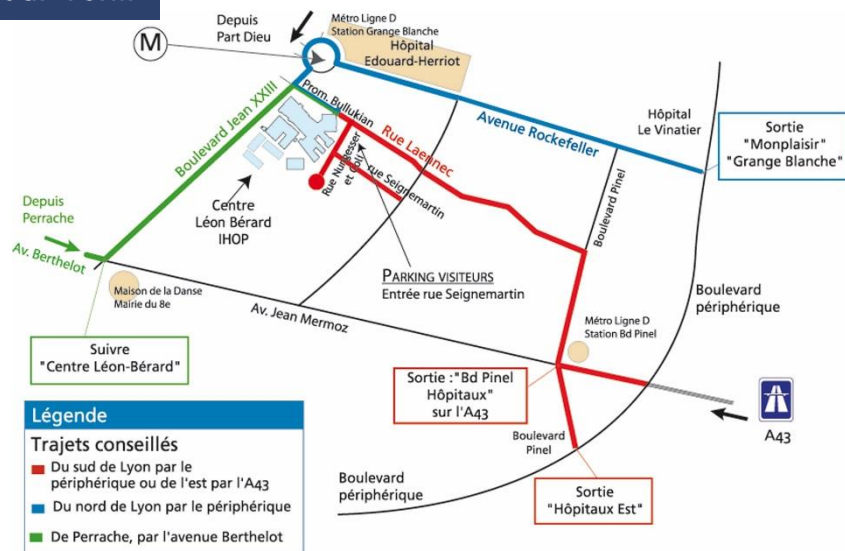 Depuis
Part Dieu
M
Métro Ligne D
Station Grange Blanche
Hôpital
Edouard-Herriot
Prom. Bullukian
Boulevard Jean XXIII
Rue Laennec
Avenue Rockefeller
Hôpital
Le Vinatier
Sortie
"Monplaisir"
"Grange Blanche"
Rue Nungesser
et Coli
rue Seignemartin
Boulevard Pinel
Centre
Léon Bérard
IHOP
Depuis
Perrache
Av. Berthelot
PARKING VISITEURS
Entrée rue Seignemartin
Boulevard
périphérique
Maison de la Danse
Mairie du 8e
Av. Jean Mermoz
Métro Ligne D
Station Bd Pinel
Suivre
"Centre Léon-Bérard"
Sortie :"Bd Pinel
Hôpitaux"
sur l'A43
A43
Boulevard
Pinel
Boulevard
périphérique
Sortie
"Hôpitaux Est"
Légende
Trajets conseillés
Du sud de Lyon par le
périphérique ou de l'est par l'A43
Du nord de Lyon par le périphérique
De Perrache, par l'avenue Berthelot